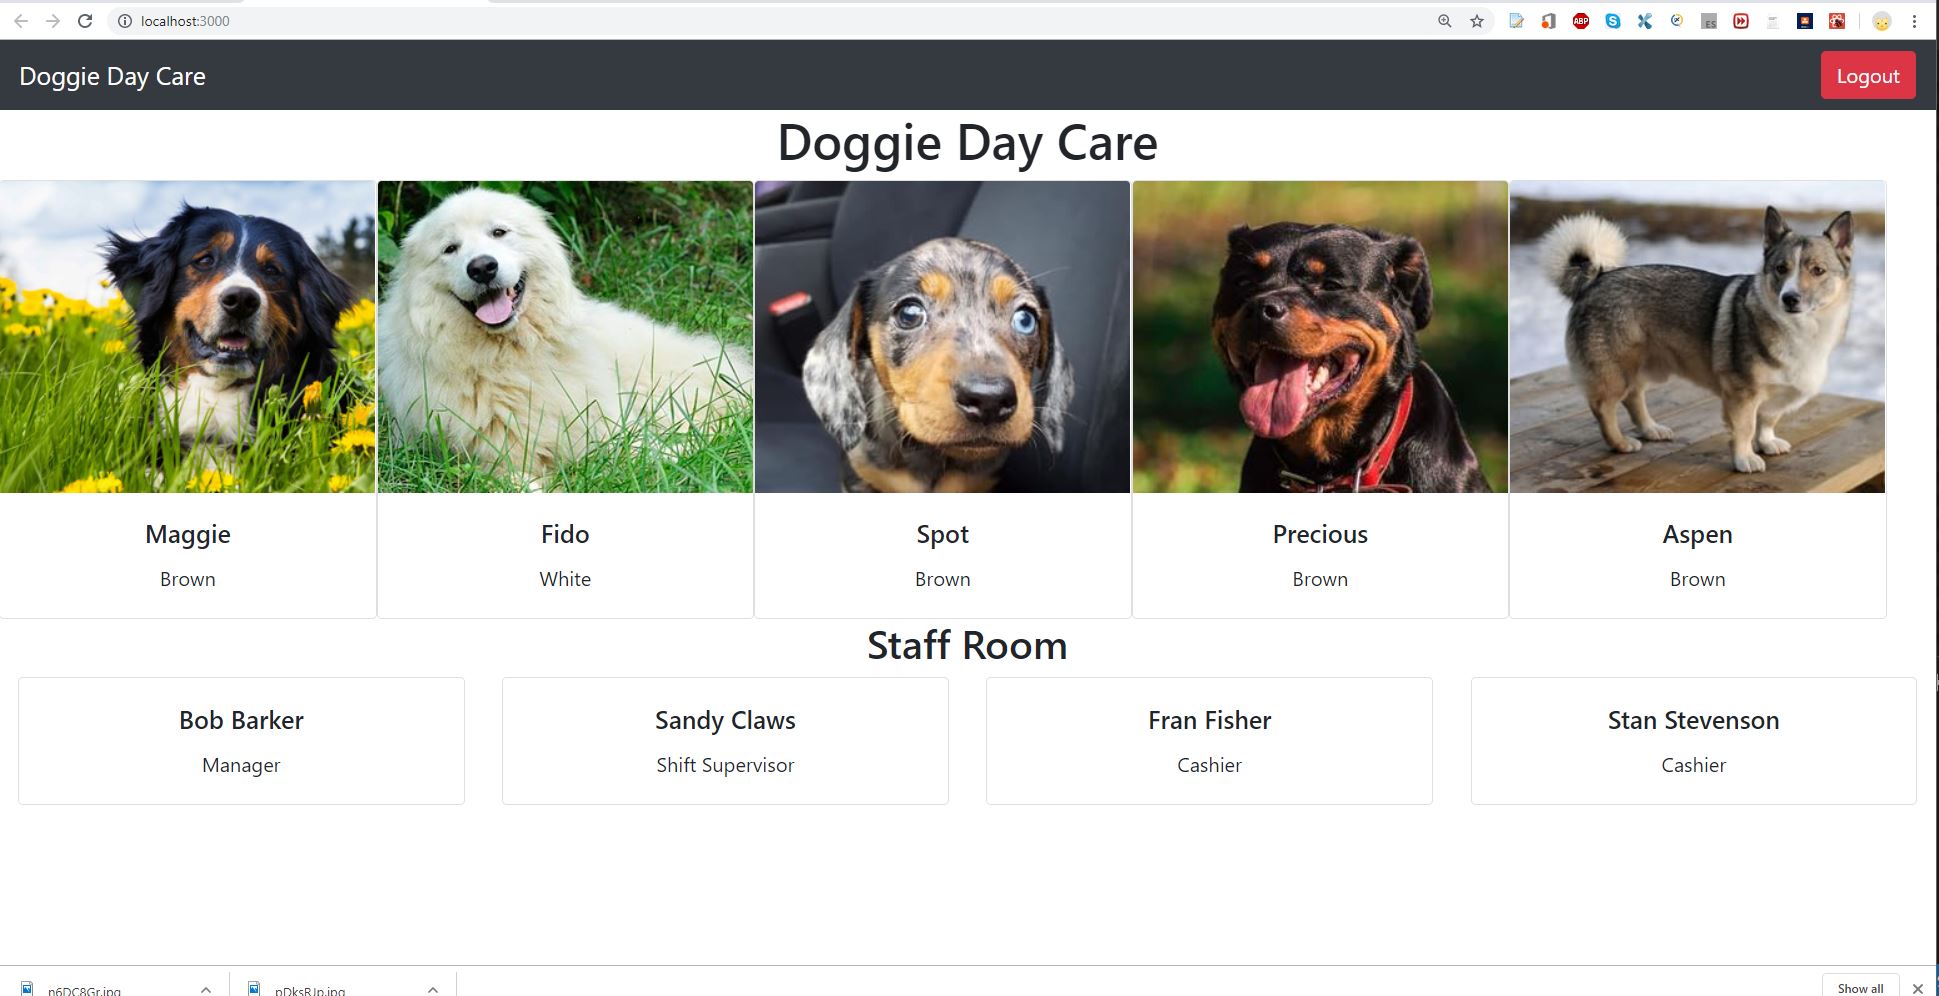 localhost:3000
ABP
ES
Doggie Day Care
Logout
Doggie Day Care
Maggie
Brown
Fido
White
Spot
Brown
Precious
Brown
Aspen
Brown
Staff Room
Bob Barker
Manager
Sandy Claws
Shift Supervisor
Fran Fisher
Cashier
Stan Stevenson
Cashier
n6DC8Gr.jpg
pDksRJp.jpg
Show all